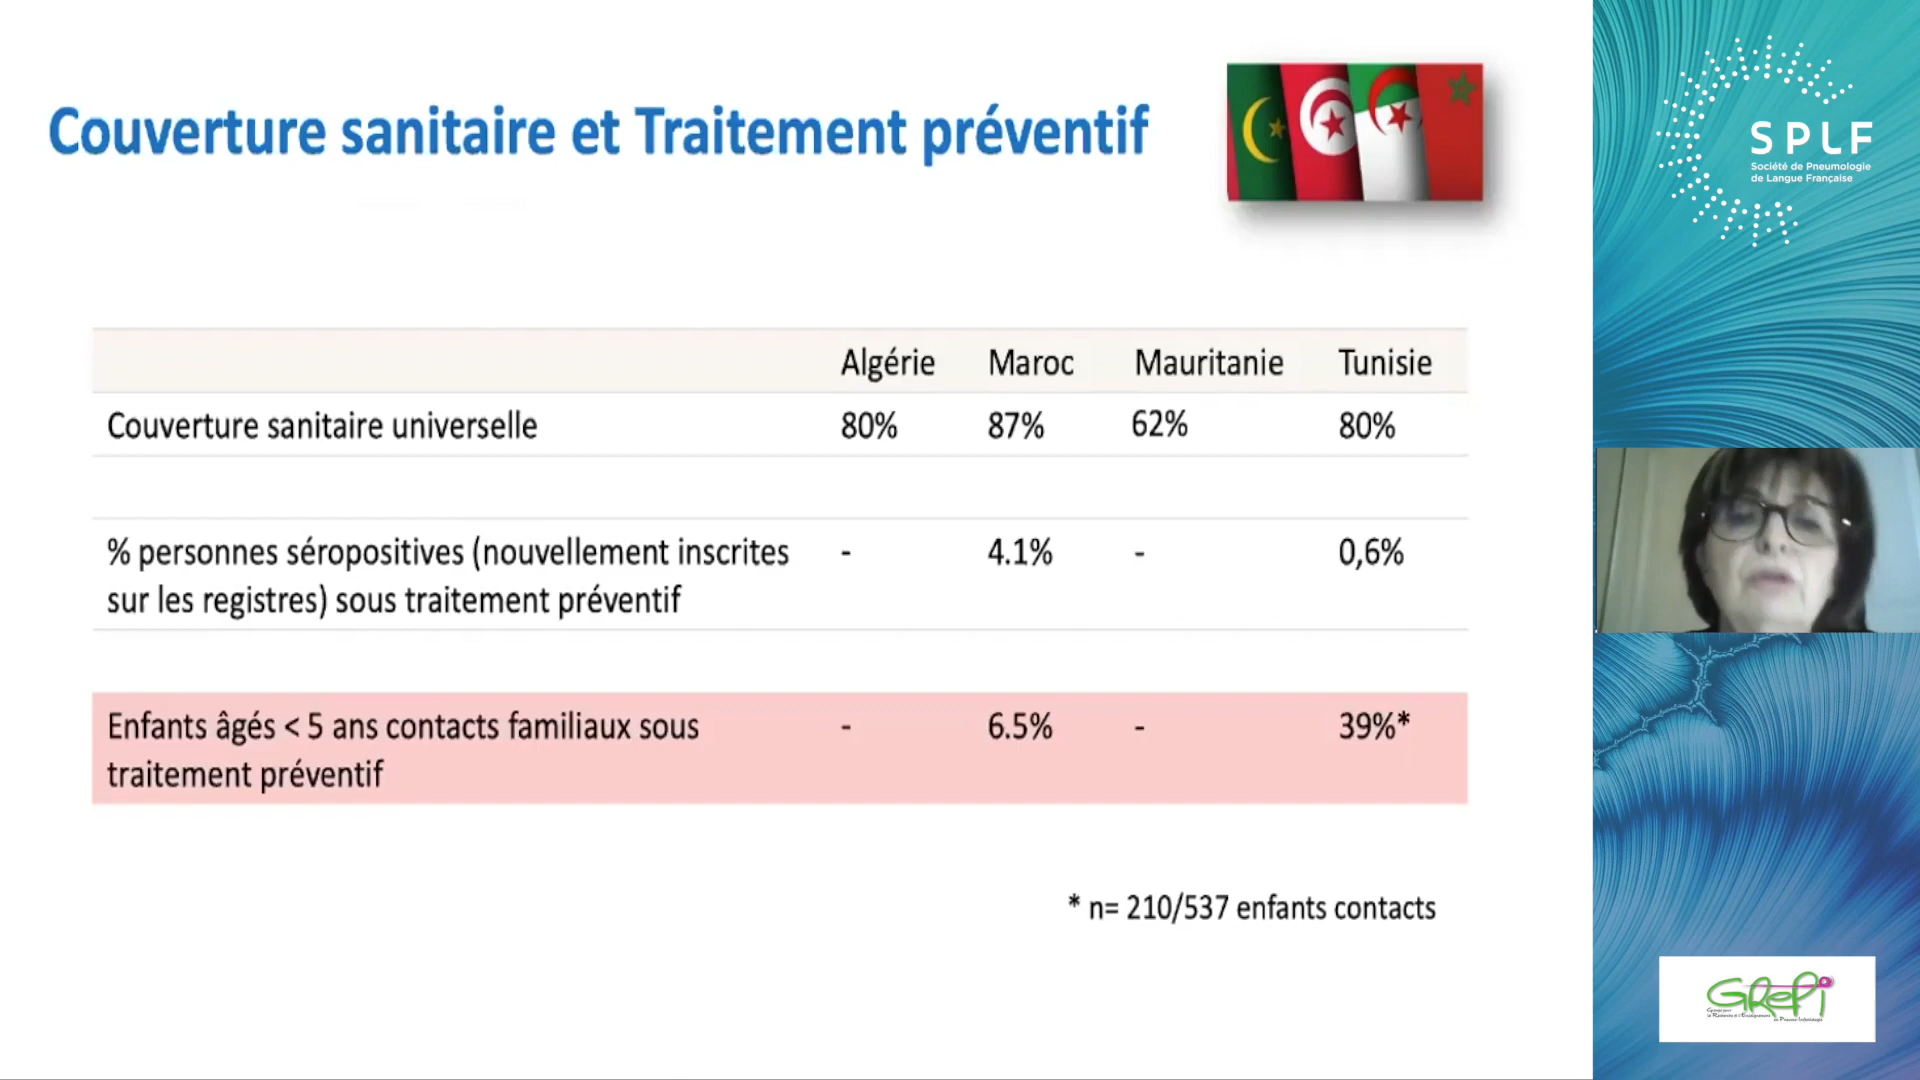 Couverture sanitaire et Traitement préventif
SPLF
Société de Pneumologie
de Langue Française
Algérie Maroc Mauritanie Tunisie
Couverture sanitaire universelle 80% 87% 62% 80%
% personnes séropositives (nouvellement inscrites - 4.1% - 0,6%
sur les registres) sous traitement préventif
Enfants âgés < 5 ans contacts familiaux sous - 6.5% - 39%*
traitement préventif
* n= 210/537 enfants contacts
GREPI